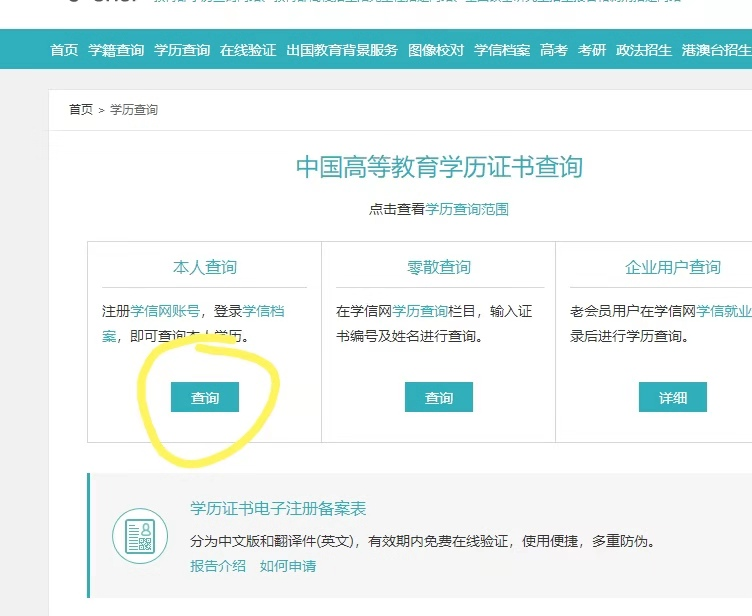 首页 学籍查询 学历查询 在线验证 出国教育背景服务 图像校对 学信档案 高考 考研 政法招生 港澳台招生
首页 > 学历查询
中国高等教育学历证书查询
点击查看学历查询范围
本人查询
注册学信网账号，登录学信档
案，即可查询本人学历。
查询
零散查询
在学信网学历查询栏目，输入证
书编号及姓名进行查询。
查询
企业用户查询
老会员用户在学信网学信就业
录后进行学历查询。
详细
学历证书电子注册备案表
分为中文版和翻译件(英文)，有效期内免费在线验证，使用便捷，多重防伪。
报告介绍 如何申请